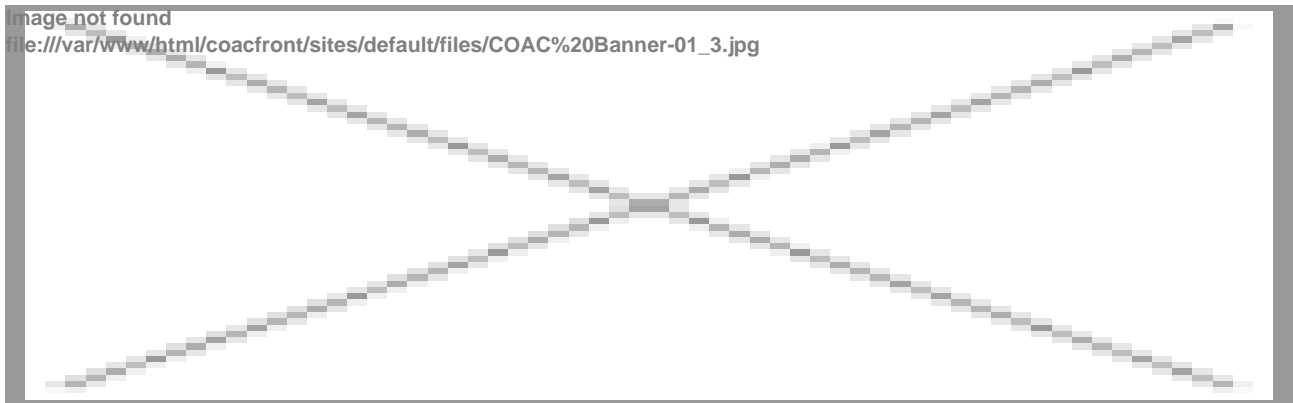 Image not found
file:///var/www/html/coacfront/sites/default/files/COAC%20Banner-01_3.jpg